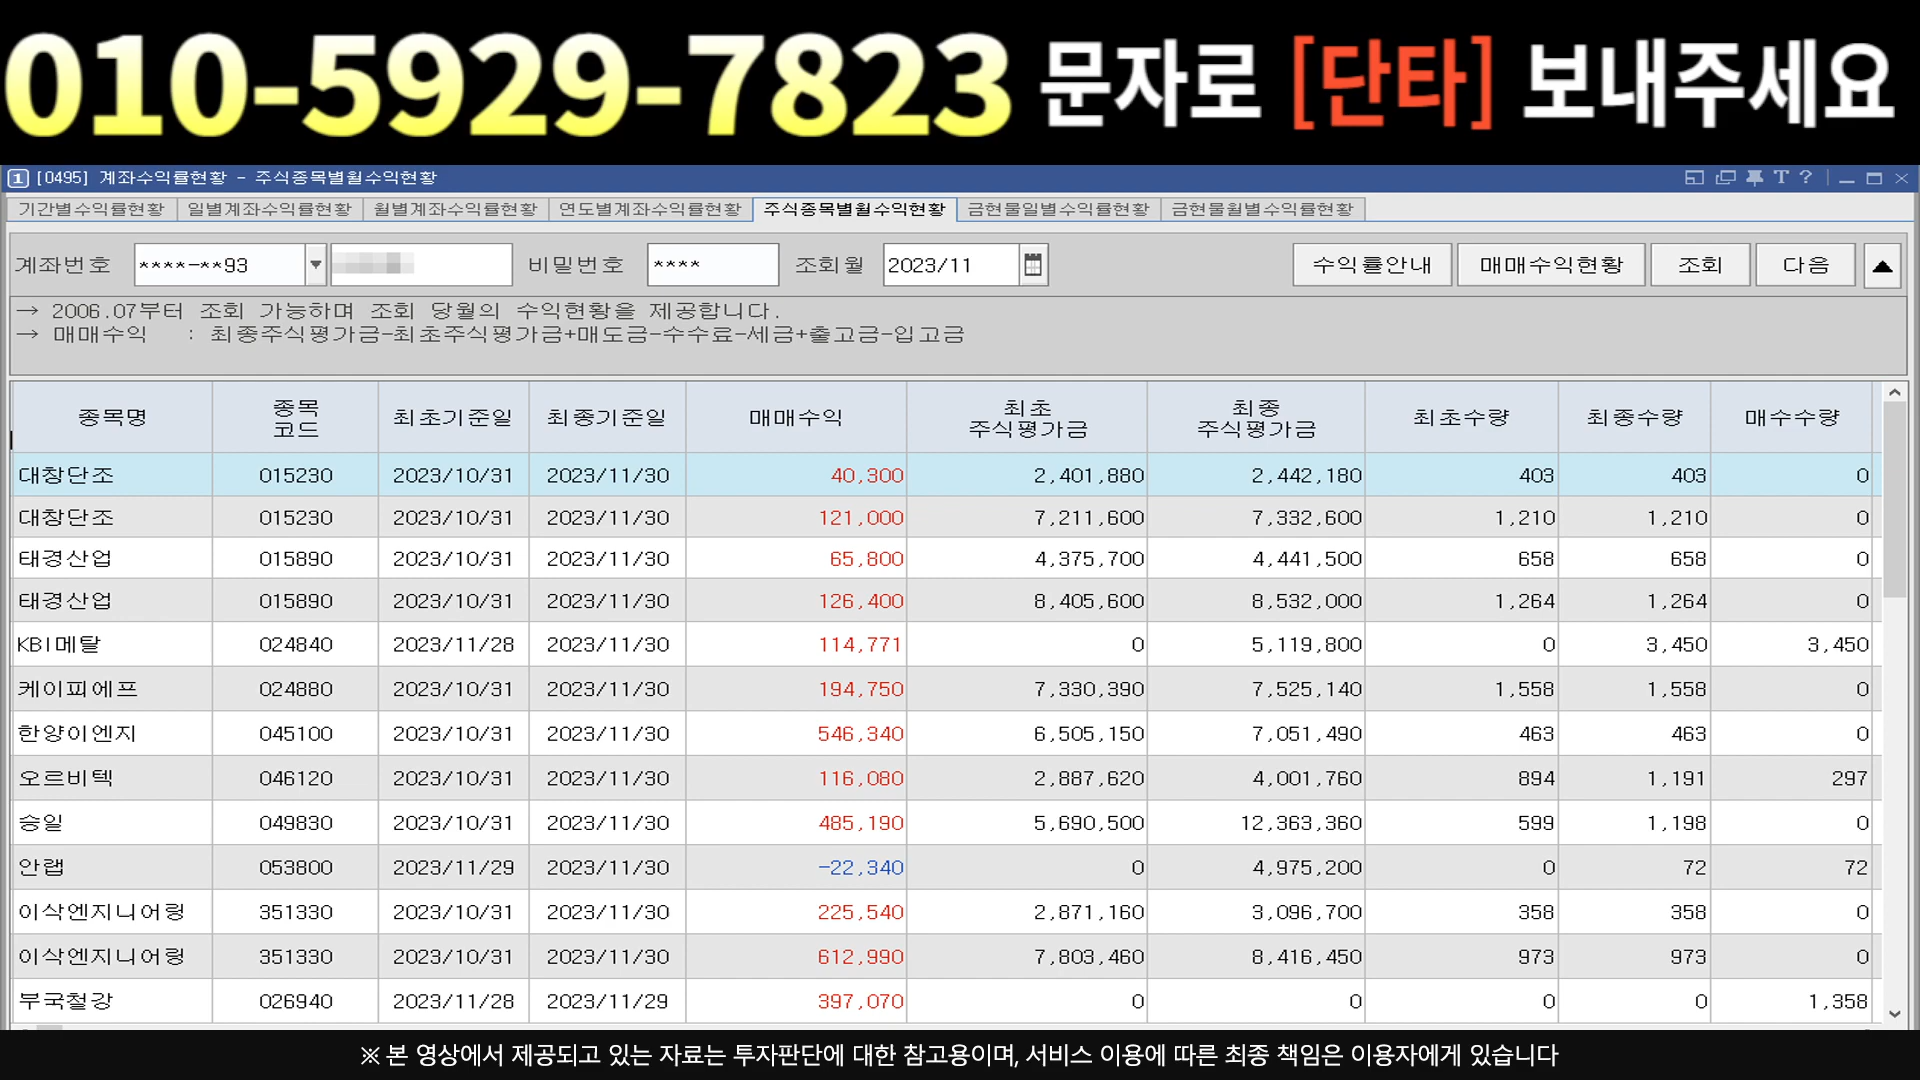 010-5929-7823 문자로 [단타] 보내주세요
1 [0495] 계좌수익률현황 - 주식종목별월수익현황
기간별수익률현황 일별계좌수익률현황 월별계좌수익률현황 연도별계좌수익률현황 주식종목별월수익현황 금현물일별수익률현황 금현물월별수익률현황
계좌번호 ****-**93 비밀번호 **** 조회월 2023/11 수익률안내 매매수익현황 조회 다음
→ 2006.07부터 조회 가능하며 조회 당월의 수익현황을 제공합니다.
→ 매매수익 : 최종주식평가금-최초주식평가금+매도금-수수료-세금+출고금-입고금
종목명 종목코드 최초기준일 최종기준일 매매수익 최초주식평가금 최종주식평가금 최초수량 최종수량 매수수량
대창단조 015230 2023/10/31 2023/11/30 40,300 2,401,880 2,442,180 403 403 0
대창단조 015230 2023/10/31 2023/11/30 121,000 7,211,600 7,332,600 1,210 1,210 0
태경산업 015890 2023/10/31 2023/11/30 65,800 4,375,700 4,441,500 658 658 0
태경산업 015890 2023/10/31 2023/11/30 126,400 8,405,600 8,532,000 1,264 1,264 0
KBI메탈 024840 2023/11/28 2023/11/30 114,771 0 5,119,800 0 3,450 3,450
케이피에프 024880 2023/10/31 2023/11/30 194,750 7,330,390 7,525,140 1,558 1,558 0
한양이엔지 045100 2023/10/31 2023/11/30 546,340 6,505,150 7,051,490 463 463 0
오르비텍 046120 2023/10/31 2023/11/30 116,080 2,887,620 4,001,760 894 1,191 297
승일 049830 2023/10/31 2023/11/30 485,190 5,690,500 12,363,360 599 1,198 0
안랩 053800 2023/11/29 2023/11/30 -22,340 0 4,975,200 0 72 72
이삭엔지니어링 351330 2023/10/31 2023/11/30 225,540 2,871,160 3,096,700 358 358 0
이삭엔지니어링 351330 2023/10/31 2023/11/30 612,990 7,803,460 8,416,450 973 973 0
부국철강 026940 2023/11/28 2023/11/29 397,070 0 0 0 0 1,358
※ 본 영상에서 제공되고 있는 자료는 투자판단에 대한 참고용이며, 서비스 이용에 따른 최종 책임은 이용자에게 있습니다